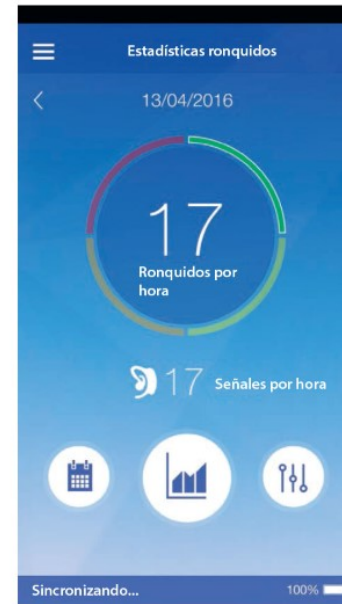 Estadísticas ronquidos
13/04/2016
17
Ronquidos por
hora
17 Señales por hora
Sincronizando...
100%